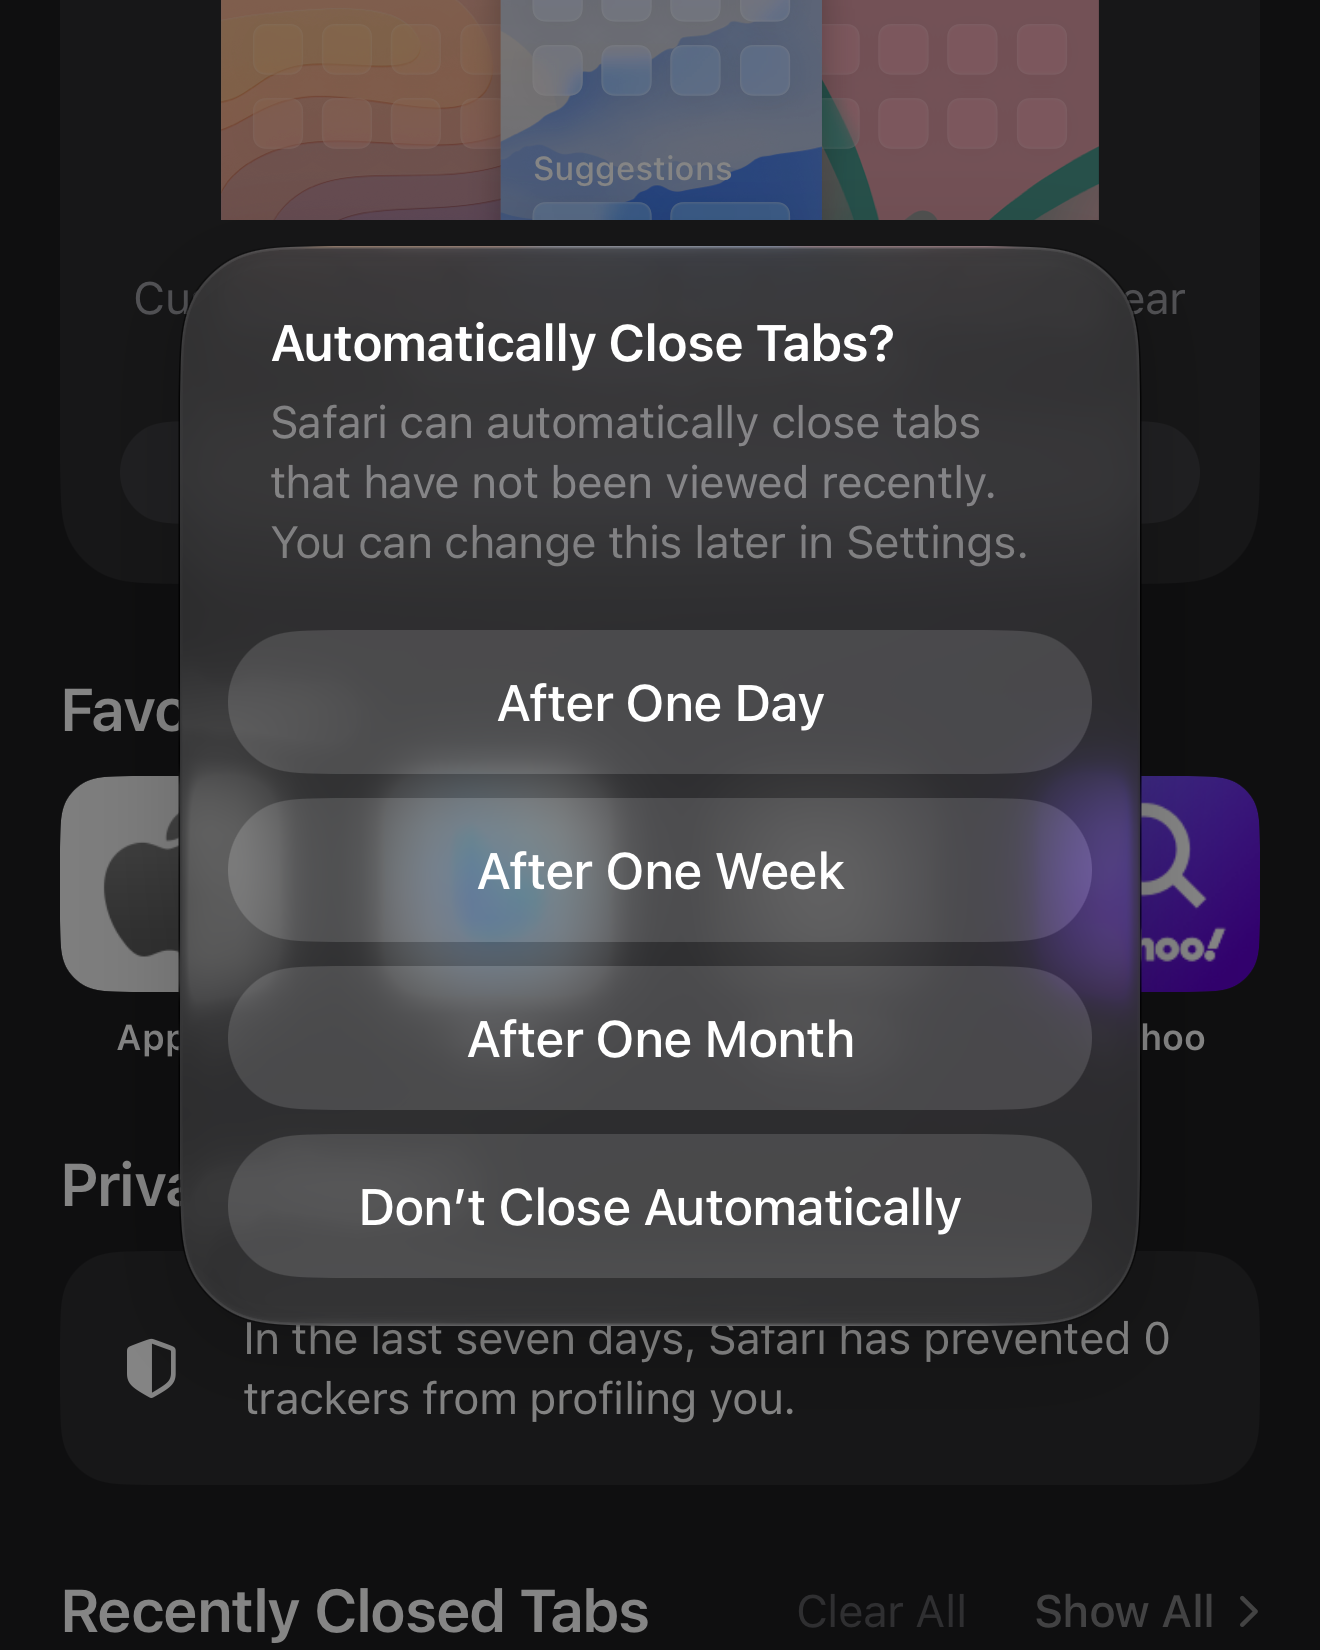 Suggestions
Automatically Close Tabs?
Safari can automatically close tabs
that have not been viewed recently.
You can change this later in Settings.
After One Day
After One Week
After One Month
Don’t Close Automatically
In the last seven days, Safari has prevented 0
trackers from profiling you.
Recently Closed Tabs
Clear All
Show All